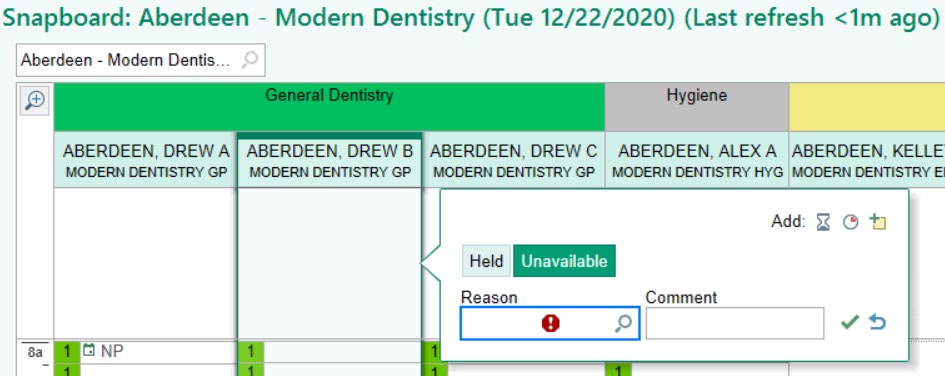 Snapboard: Aberdeen - Modern Dentistry (Tue 12/22/2020) (Last refresh <1m ago)
Aberdeen - Modern Dentis...
General Dentistry
Hygiene
ABERDEEN, DREW A
MODERN DENTISTRY GP
ABERDEEN, DREW B
MODERN DENTISTRY GP
ABERDEEN, DREW C
MODERN DENTISTRY GP
ABERDEEN, ALEX A
MODERN DENTISTRY HYG
ABERDEEN, KELLE
MODERN DENTISTRY E
Add:
Held
Unavailable
Reason
Comment
8a
1
NP
1
1
1
1
1
1